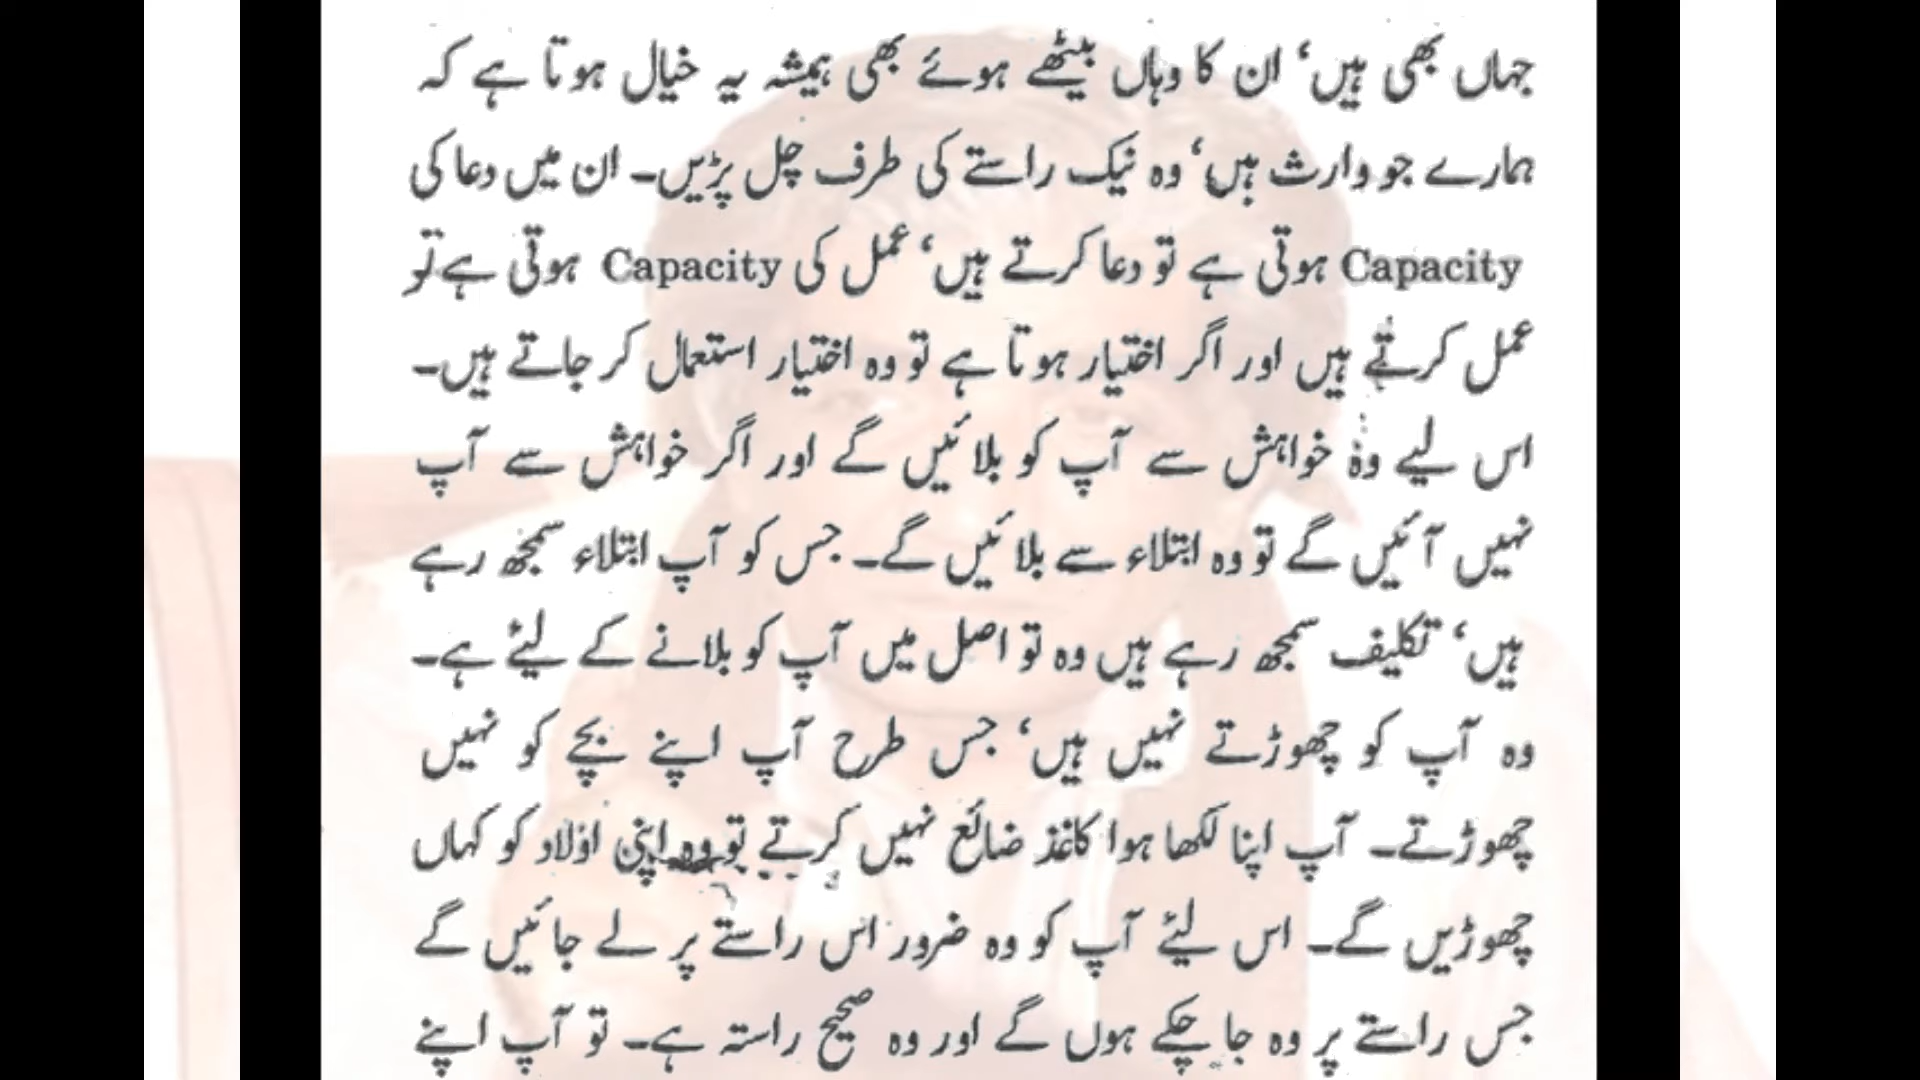 جہاں بھی ہیں‘ ان کا وہاں بیٹھے ہوئے بھی ہمیشہ یہ خیال ہوتا ہے کہ
ہمارے جو وارث ہیں‘ وہ نیک راستے کی طرف چل پڑیں۔ ان میں دعا کی
Capacity ہوتی ہے تو دعا کرتے ہیں‘ عمل کی Capacity ہوتی ہے تو
عمل کرتے ہیں اور اگر اختیار ہوتا ہے تو وہ اختیار استعمال کر جاتے ہیں۔
اس لیے وہ خواہش سے آپ کو بلائیں گے اور اگر خواہش سے آپ
نہیں آئیں گے تو وہ ابتلاء سے بلائیں گے۔ جس کو آپ ابتلاء سمجھ رہے
ہیں‘ تکلیف سمجھ رہے ہیں وہ تو اصل میں آپ کو بلانے کے لیئے ہے۔
وہ آپ کو چھوڑتے نہیں ہیں‘ جس طرح آپ اپنے بچے کو نہیں
چھوڑتے۔ آپ اپنا لکھا ہوا کاغذ ضائع نہیں کرتے تو وہ اپنی اولاد کو کہاں
چھوڑیں گے۔ اس لیئے آپ کو وہ ضرور اس راستے پر لے جائیں گے
جس راستے پر وہ جا چکے ہوں گے اور وہ صحیح راستہ ہے۔ تو آپ اپنے